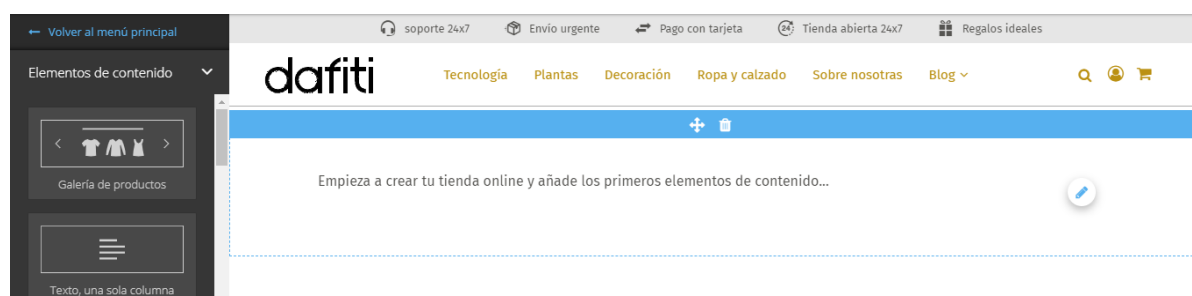 ← Volver al menú principal
Elementos de contenido
Galería de productos
Texto, una sola columna
soporte 24x7 Envío urgente Pago con tarjeta 24 Tienda abierta 24x7 Regalos ideales
dafiti Tecnología Plantas Decoración Ropa y calzado Sobre nosotras Blog
Empieza a crear tu tienda online y añade los primeros elementos de contenido...